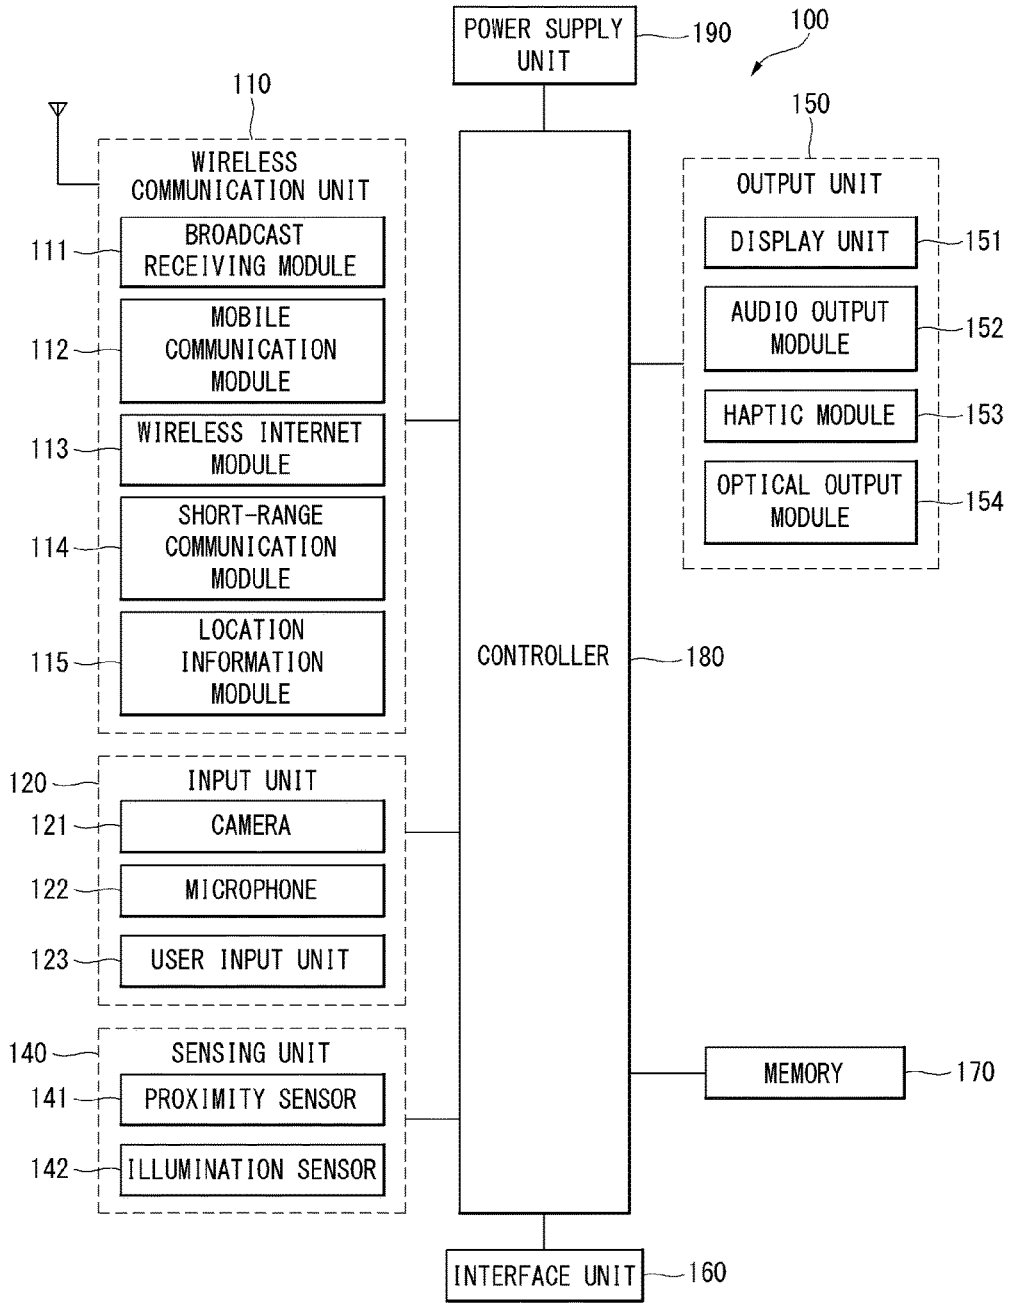 POWER SUPPLY
UNIT
190
100
110
WIRELESS
COMMUNICATION UNIT
111
BROADCAST
RECEIVING MODULE
112
MOBILE
COMMUNICATION
MODULE
113
WIRELESS INTERNET
MODULE
114
SHORT-RANGE
COMMUNICATION
MODULE
115
LOCATION
INFORMATION
MODULE
120
INPUT UNIT
121
CAMERA
122
MICROPHONE
123
USER INPUT UNIT
140
SENSING UNIT
141
PROXIMITY SENSOR
142
ILLUMINATION SENSOR
CONTROLLER
180
150
OUTPUT UNIT
DISPLAY UNIT
151
AUDIO OUTPUT
MODULE
152
HAPTIC MODULE
153
OPTICAL OUTPUT
MODULE
154
MEMORY
170
INTERFACE UNIT
160